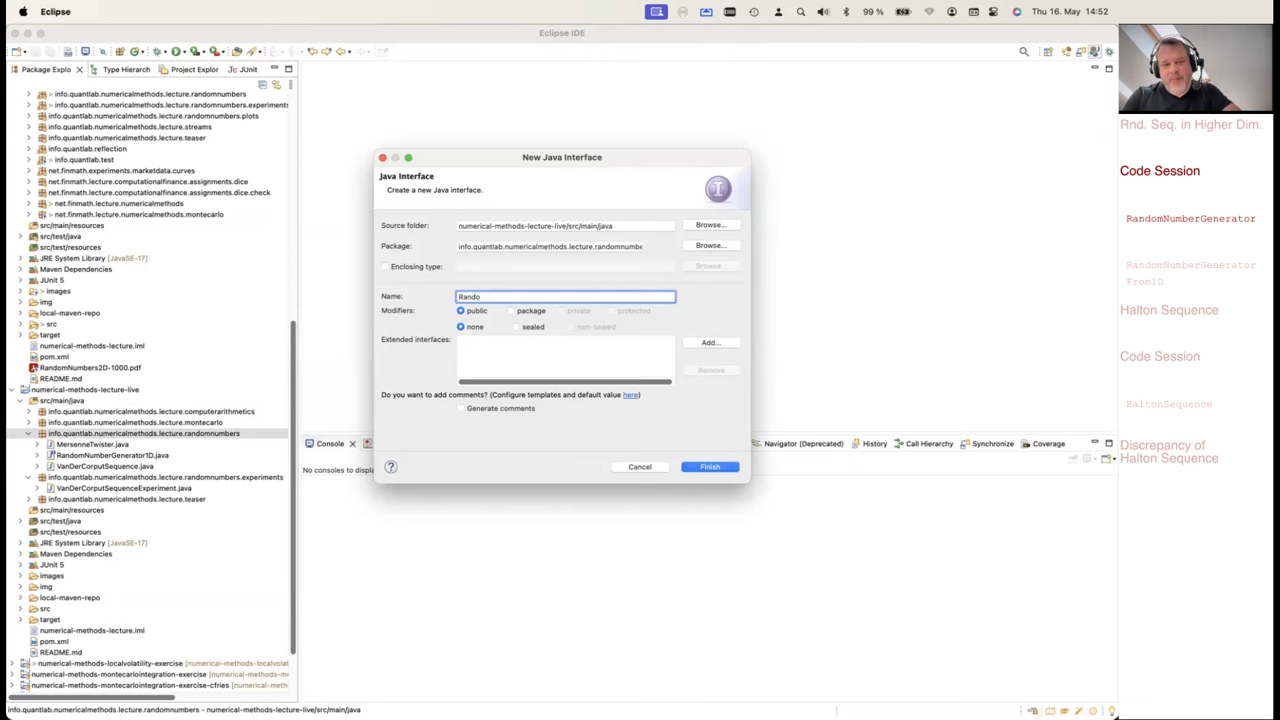 Eclipse
99 %
Thu 16. May 14:52
Eclipse IDE
Package Explo
Type Hierarch
Project Explor
JUnit
> info.quantlab.numericalmethods.lecture.randomnumbers
> info.quantlab.numericalmethods.lecture.randomnumbers.experiments
> info.quantlab.numericalmethods.lecture.randomnumbers.plots
info.quantlab.numericalmethods.lecture.streams
info.quantlab.numericalmethods.lecture.teaser
info.quantlab.reflection
> info.quantlab.test
net.finmath.experiments.marketdata.curves
net.finmath.lecture.computationalfinance.assignments.dice
net.finmath.lecture.computationalfinance.assignments.dice.check
> net.finmath.lecture.numericalmethods
> net.finmath.lecture.numericalmethods.montecarlo
src/main/resources
src/test/java
src/test/resources
JRE System Library [JavaSE-17]
Maven Dependencies
JUnit 5
> images
img
local-maven-repo
> src
target
numerical-methods-lecture.iml
pom.xml
RandomNumbers2D-1000.pdf
README.md
numerical-methods-lecture-live
src/main/java
info.quantlab.numericalmethods.lecture.computerarithmetics
info.quantlab.numericalmethods.lecture.montecarlo
info.quantlab.numericalmethods.lecture.randomnumbers
MersenneTwister.java
RandomNumberGenerator1D.java
VanDerCorputSequence.java
info.quantlab.numericalmethods.lecture.randomnumbers.experiments
VanDerCorputSequenceExperiment.java
info.quantlab.numericalmethods.lecture.teaser
src/main/resources
src/test/java
src/test/resources
JRE System Library [JavaSE-17]
Maven Dependencies
JUnit 5
images
img
local-maven-repo
src
target
numerical-methods-lecture.iml
pom.xml
README.md
> numerical-methods-localvolatility-exercise [numerical-methods-localvolat
numerical-methods-montecarlointegration-exercise [numerical-methods-m
numerical-methods-montecarlointegration-exercise-cfries [numerical-meth
info.quantlab.numericalmethods.lecture.randomnumbers - numerical-methods-lecture-live/src/main/java
New Java Interface
Java Interface
Create a new Java interface.
Source folder:
numerical-methods-lecture-live/src/main/java
Browse...
Package:
info.quantlab.numericalmethods.lecture.randomnumbe
Browse...
Enclosing type:
Browse...
Name:
Rando
Modifiers:
public
package
private
protected
none
sealed
non-sealed
Extended interfaces:
Add...
Remove
Do you want to add comments? (Configure templates and default value here)
Generate comments
Cancel
Finish
Console
Navigator (Deprecated)
History
Call Hierarchy
Synchronize
Coverage
No consoles to displa
Rnd. Seq. in Higher Dim.
Code Session
RandomNumberGenerator
RandomNumberGenerator
From1D
Halton Sequence
Code Session
HaltonSequence
Discrepancy of
Halton Sequence